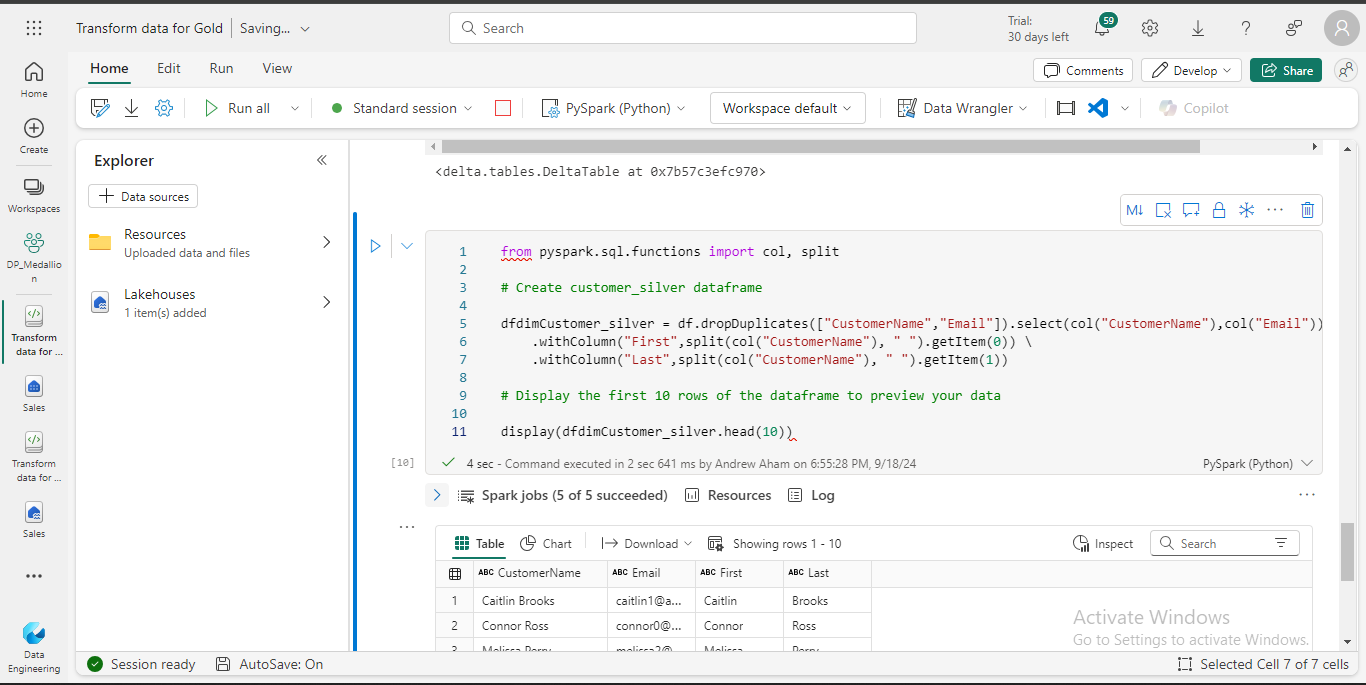 Transform data for Gold
Saving...
Search
Trial:
30 days left
59
Home
Edit
Run
View
Comments
Develop
Share
Run all
Standard session
PySpark (Python)
Workspace default
Data Wrangler
Copilot
Home
Create
Workspaces
DP_Medallio
n
Transform
data for ...
Sales
Transform
data for ...
Sales
Data
Engineering
Explorer
Data sources
Resources
Uploaded data and files
Lakehouses
1 item(s) added
<delta.tables.DeltaTable at 0x7b57c3efc970>
M↓
1 from pyspark.sql.functions import col, split
2
3 # Create customer_silver dataframe
4
5 dfdimCustomer_silver = df.dropDuplicates(["CustomerName","Email"]).select(col("CustomerName"),col("Email"))
6 .withColumn("First",split(col("CustomerName"), " ").getItem(0)) \
7 .withColumn("Last",split(col("CustomerName"), " ").getItem(1))
8
9 # Display the first 10 rows of the dataframe to preview your data
10
11 display(dfdimCustomer_silver.head(10))
[10]
4 sec - Command executed in 2 sec 641 ms by Andrew Aham on 6:55:28 PM, 9/18/24
PySpark (Python)
Spark jobs (5 of 5 succeeded)
Resources
Log
Table
Chart
Download
Showing rows 1 - 10
Inspect
Search
ABC CustomerName ABC Email ABC First ABC Last
1 Caitlin Brooks caitlin1@a... Caitlin Brooks
2 Connor Ross connor0@... Connor Ross
3 Melissa Perry melissa2@... Melissa Perry
Activate Windows
Go to Settings to activate Windows.
Session ready
AutoSave: On
Selected Cell 7 of 7 cells